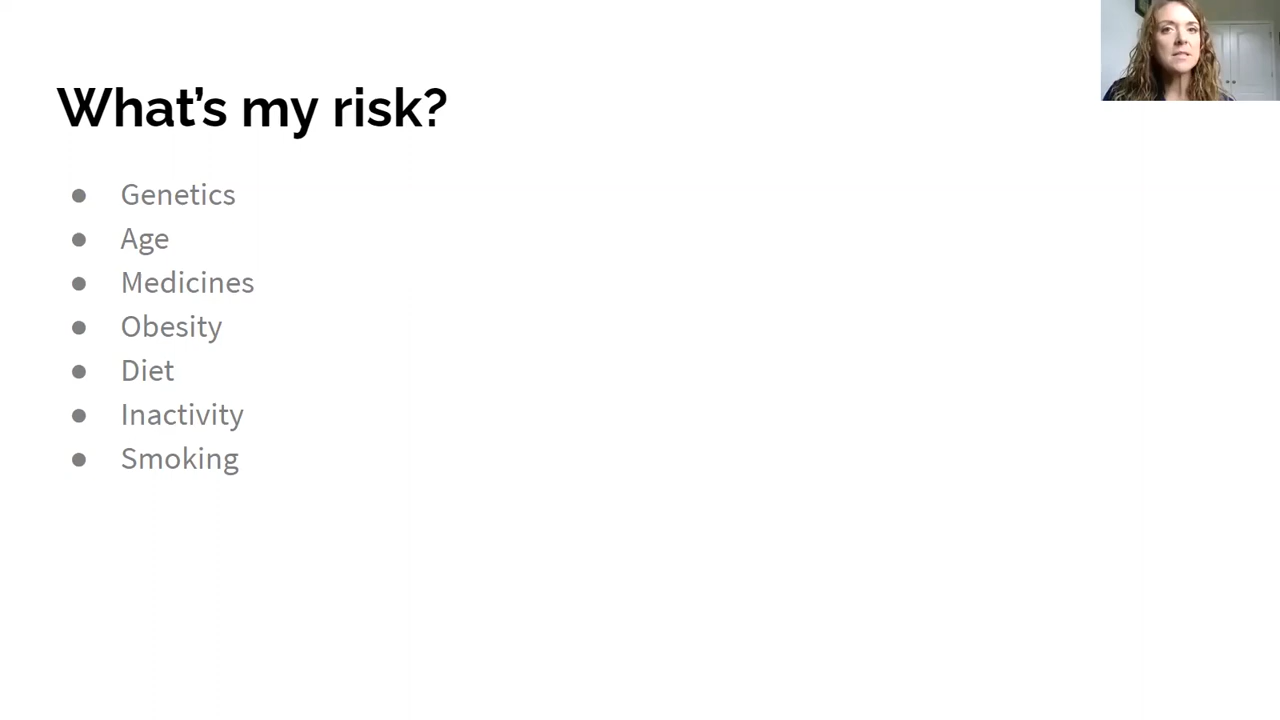 What's my risk?
● Genetics
● Age
● Medicines
● Obesity
● Diet
● Inactivity
● Smoking